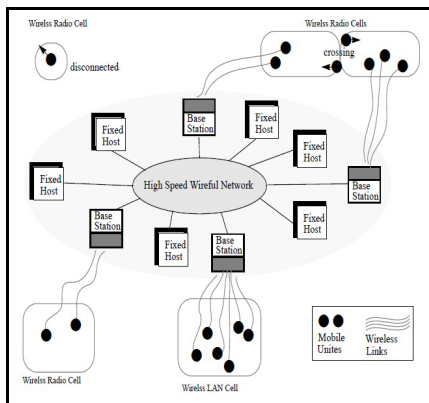 Wirelss Radio Cell
Wirelss Radio Cells
disconnected
crossing
Base
Station
Fixed
Host
Fixed
Host
Fixed
Host
Fixed
Host
High Speed Wireful Network
Base
Station
Base
Station
Fixed
Host
Base
Station
Fixed
Host
Mobile
Unites
Wireless
Links
Wirelss Radio Cell
Wirelss LAN Cell